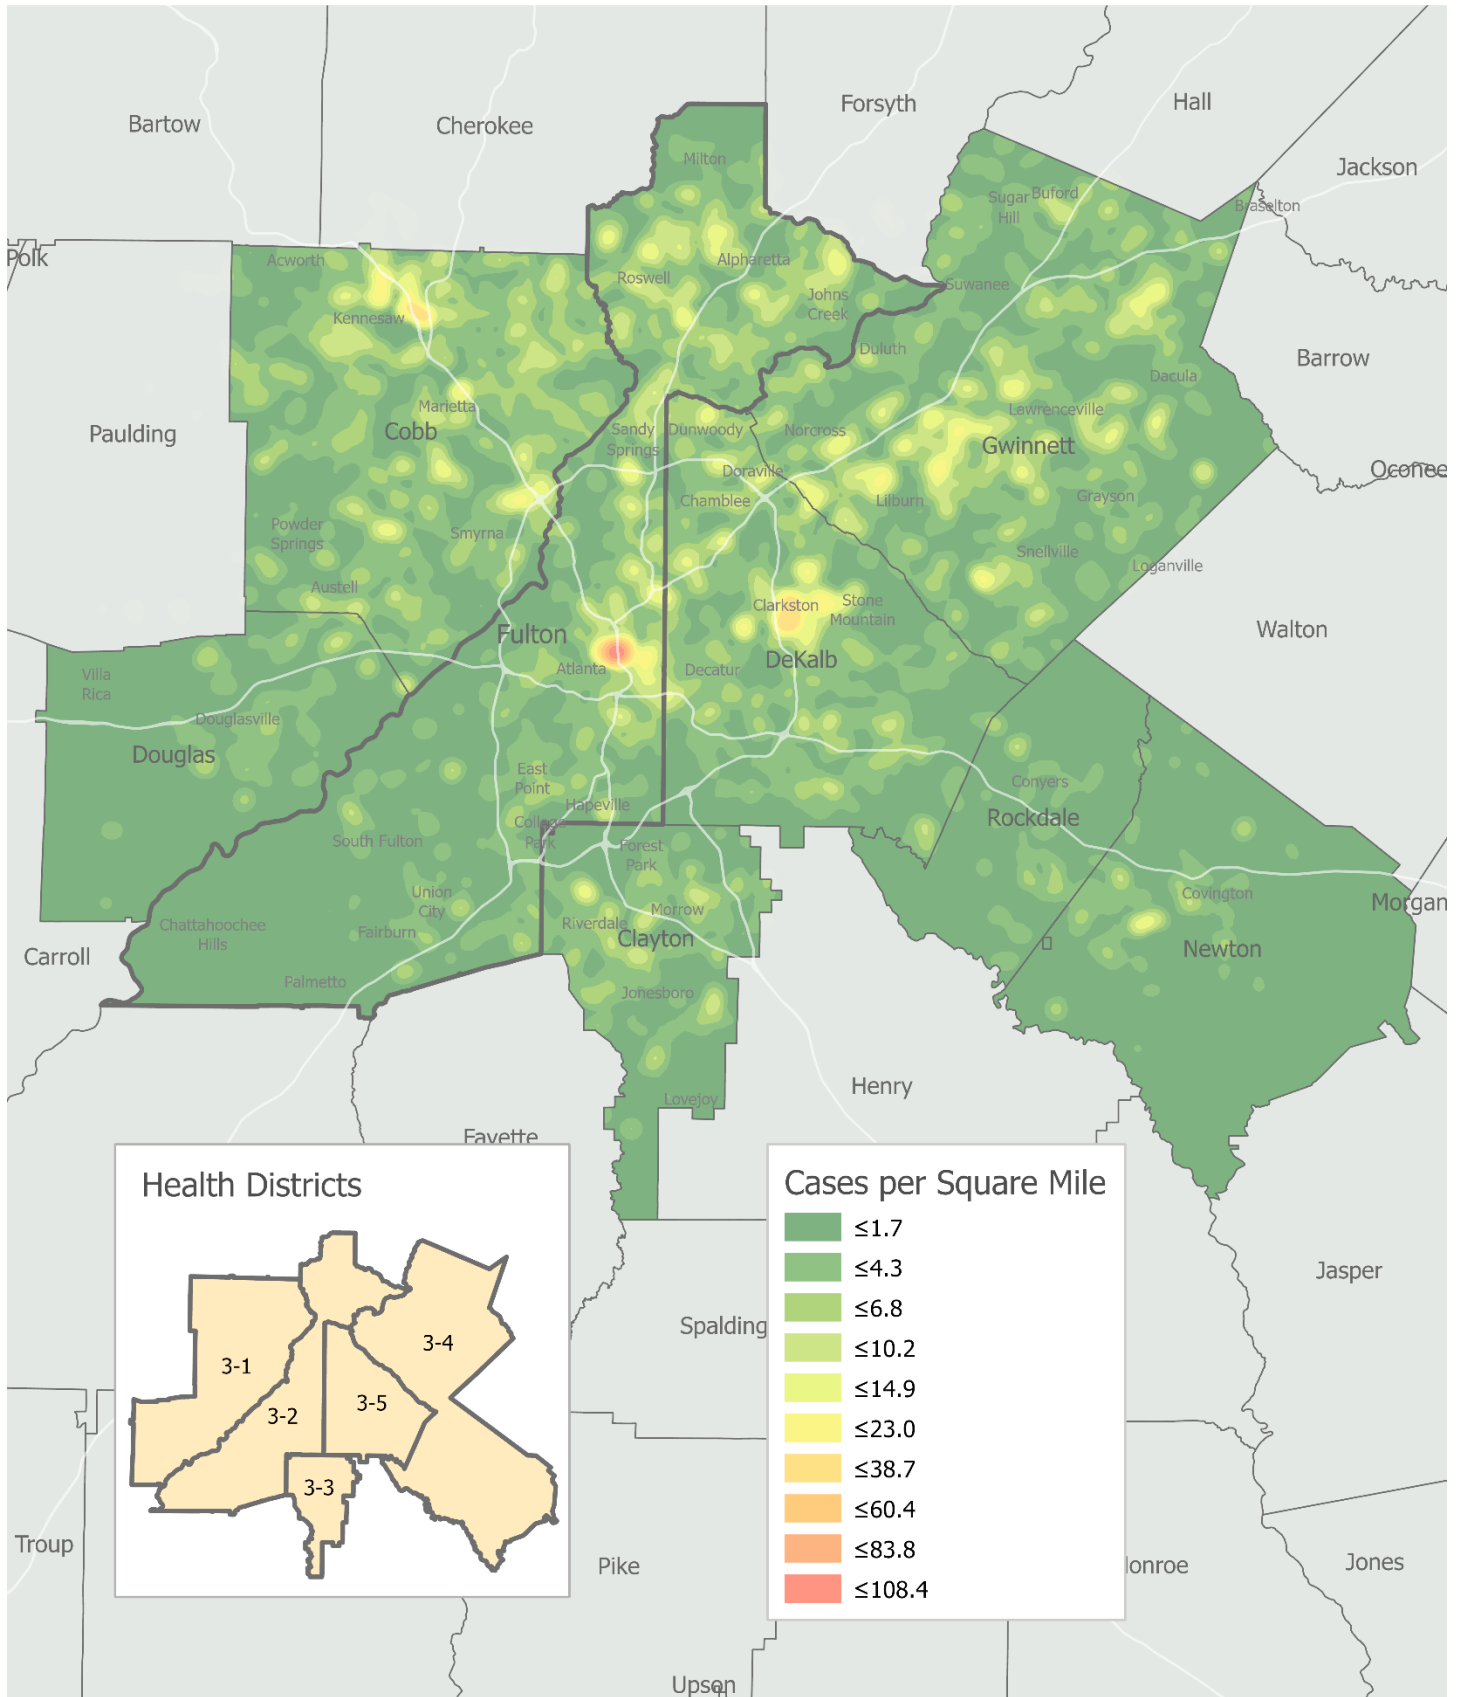 Forsyth
Hall
Bartow
Cherokee
Milton
Jackson
Sugar
Hill
Buford
Braselton
Polk
Acworth
Alpharetta
Roswell
Suwanee
Johns
Creek
Kennesaw
Duluth
Barrow
Dacula
Marietta
Lawrenceville
Paulding
Cobb
Sandy
Springs
Dunwoody
Norcross
Gwinnett
Doraville
Oconee
Chamblee
Lilburn
Grayson
Powder
Springs
Smyrna
Snellville
Loganville
Austell
Clarkston
Stone
Mountain
Fulton
Walton
Atlanta
Decatur
DeKalb
Villa
Rica
Douglasville
Douglas
East
Point
Conyers
Hapeville
Rockdale
College
Park
South Fulton
Forest
Park
Union
City
Covington
Morgan
Morrow
Riverdale
Chattahoochee
Hills
Fairburn
Clayton
Newton
Carroll
Palmetto
Jonesboro
Henry
Lovejoy
Fayette
Health Districts
3-1
3-2
3-3
3-4
3-5
Cases per Square Mile
≤1.7
≤4.3
≤6.8
≤10.2
≤14.9
≤23.0
≤38.7
≤60.4
≤83.8
≤108.4
Jasper
Spalding
Troup
Pike
Jones
Upson